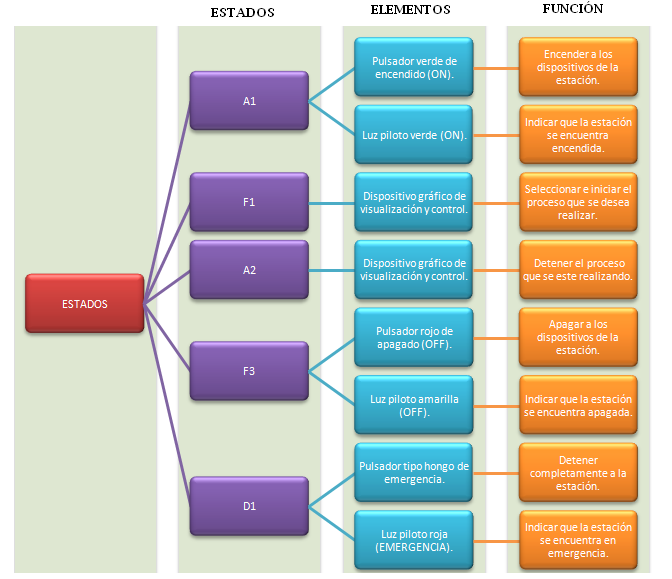 ESTADOS
ELEMENTOS
FUNCIÓN
ESTADOS
A1
Pulsador verde de
encendido (ON).
Encender a los
dispositivos de la
estación.
Luz piloto verde (ON).
Indicar que la estación
se encuentra
encendida.
F1
Dispositivo gráfico de
visualización y control.
Seleccionar e iniciar el
proceso que se desea
realizar.
A2
Dispositivo gráfico de
visualización y control.
Detener el proceso
que se este realizando.
F3
Pulsador rojo de
apagado (OFF).
Apagar a los
dispositivos de la
estación.
Luz piloto amarilla
(OFF).
Indicar que la estación
se encuentra apagada.
D1
Pulsador tipo hongo de
emergencia.
Detener
completamente a la
estación.
Luz piloto roja
(EMERGENCIA).
Indicar que la estación
se encuentra en
emergencia.